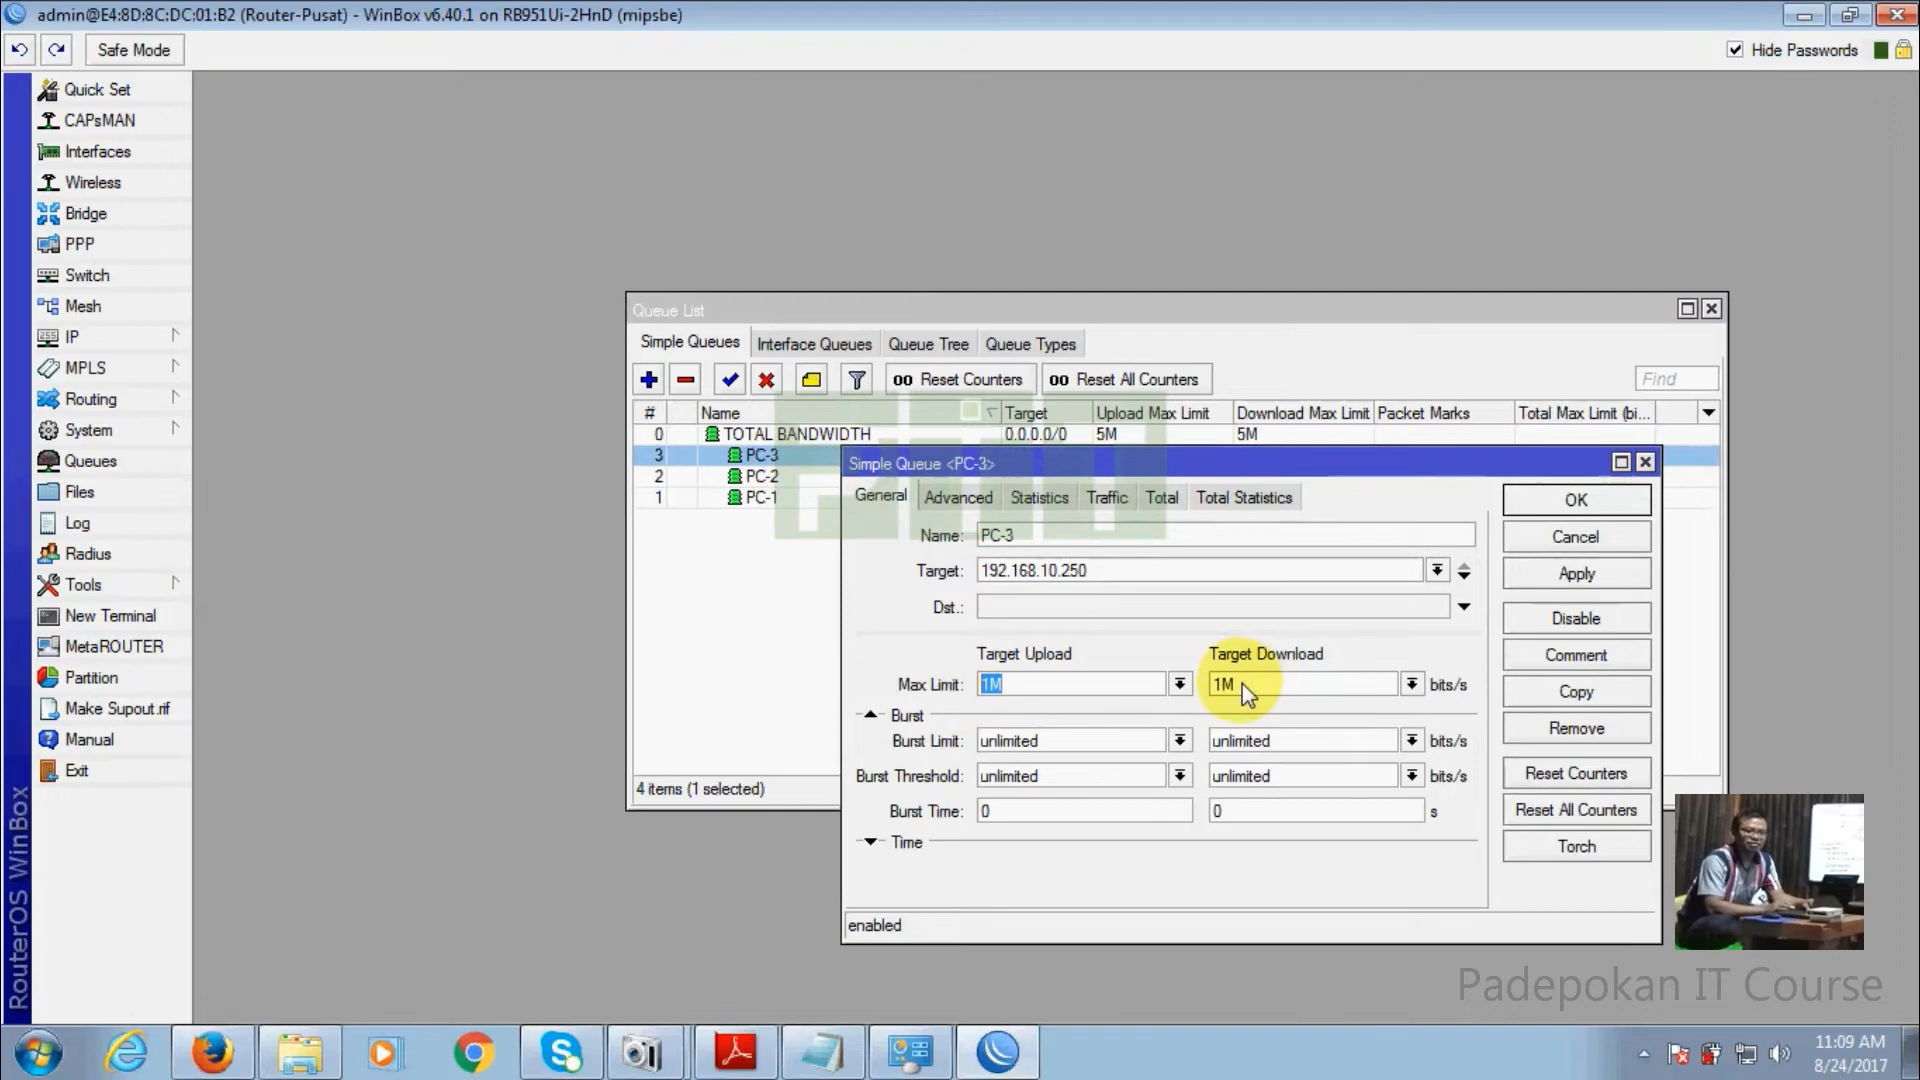 admin@E4:8D:8C:DC:01:B2 (Router-Pusat) - WinBox v6.40.1 on RB951Ui-2HnD (mipsbe)
Safe Mode
Hide Passwords
Quick Set
CAPsMAN
Interfaces
Wireless
Bridge
PPP
Switch
Mesh
IP
MPLS
Routing
System
Queues
Files
Log
Radius
Tools
New Terminal
MetaROUTER
Partition
Make Supout.rif
Manual
Exit
RouterOS WinBox
Queue List
Simple Queues Interface Queues Queue Tree Queue Types
00 Reset Counters 00 Reset All Counters Find
# Name Target Upload Max Limit Download Max Limit Packet Marks Total Max Limit (bi...
0 TOTAL BANDWIDTH 0.0.0.0/0 5M 5M
3 PC-3
2 PC-2
1 PC-1
4 items (1 selected)
Simple Queue <PC-3>
General Advanced Statistics Traffic Total Total Statistics
Name: PC-3
Target: 192.168.10.250
Dst.:
Target Upload Target Download
Max Limit: 1M 1M bits/s
Burst
Burst Limit: unlimited unlimited bits/s
Burst Threshold: unlimited unlimited bits/s
Burst Time: 0 0 s
Time
enabled
OK
Cancel
Apply
Disable
Comment
Copy
Remove
Reset Counters
Reset All Counters
Torch
Padepokan IT Course
11:09 AM
8/24/2017